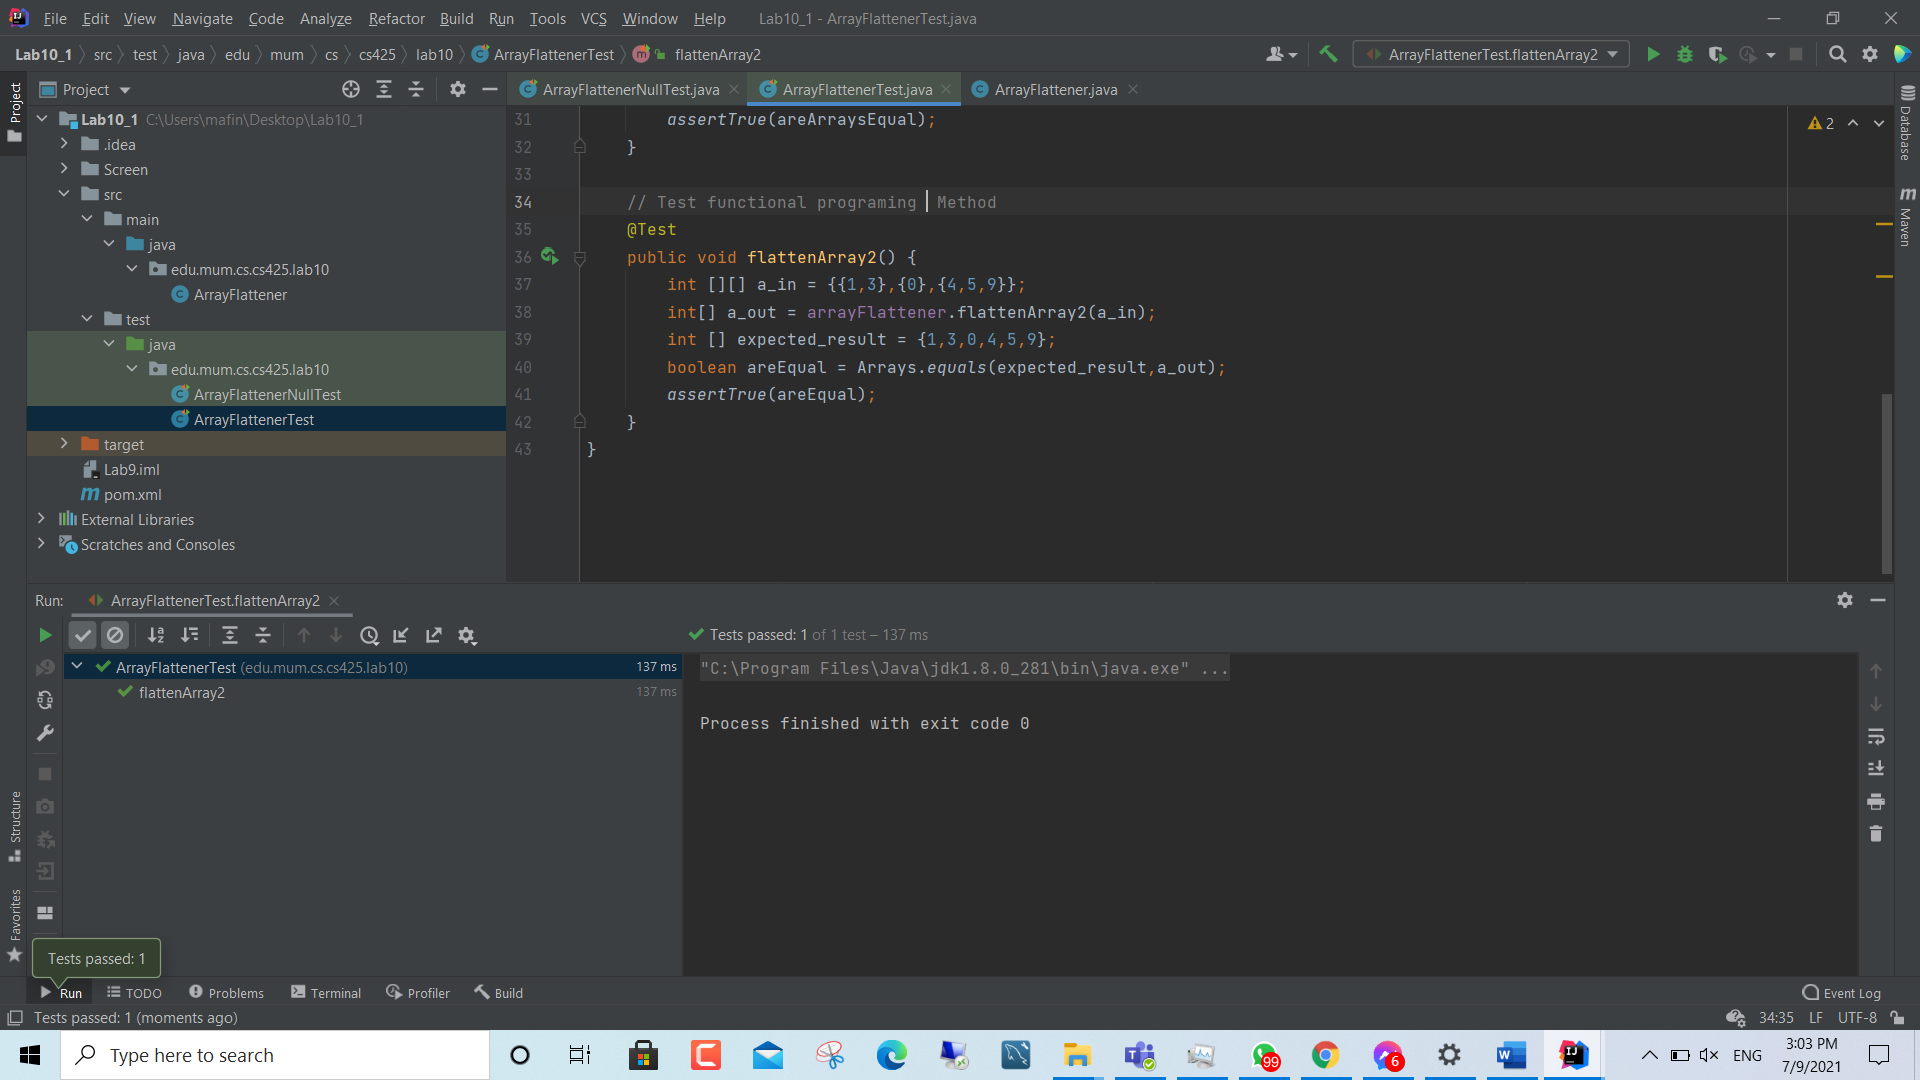 File Edit View Navigate Code Analyze Refactor Build Run Tools VCS Window Help Lab10_1 - ArrayFlattenerTest.java
Lab10_1 src test java edu mum cs cs425 lab10 ArrayFlattenerTest flattenArray2
ArrayFlattenerTest.flattenArray2
Project
Project
ArrayFlattenerNullTest.java
ArrayFlattenerTest.java
ArrayFlattener.java
Lab10_1 C:\Users\mafin\Desktop\Lab10_1
.idea
Screen
src
main
java
edu.mum.cs.cs425.lab10
ArrayFlattener
test
java
edu.mum.cs.cs425.lab10
ArrayFlattenerNullTest
ArrayFlattenerTest
target
Lab9.iml
pom.xml
External Libraries
Scratches and Consoles
31 assertTrue(areArraysEqual);
32 }
33
34 // Test functional programing  Method
35 @Test
36 public void flattenArray2() {
37 int [][] a_in = {{1,3},{0},{4,5,9}};
38 int[] a_out = arrayFlattener.flattenArray2(a_in);
39 int [] expected_result = {1,3,0,4,5,9};
40 boolean areEqual = Arrays.equals(expected_result,a_out);
41 assertTrue(areEqual);
42 }
43 }
2
Database
Maven
Run: ArrayFlattenerTest.flattenArray2
Tests passed: 1 of 1 test – 137 ms
ArrayFlattenerTest (edu.mum.cs.cs425.lab10) 137 ms
flattenArray2 137 ms
"C:\Program Files\Java\jdk1.8.0_281\bin\java.exe" ...
Process finished with exit code 0
Structure
Favorites
Tests passed: 1
Run TODO Problems Terminal Profiler Build Event Log
Tests passed: 1 (moments ago) 34:35 LF UTF-8
Type here to search
99
6
ENG
3:03 PM
7/9/2021